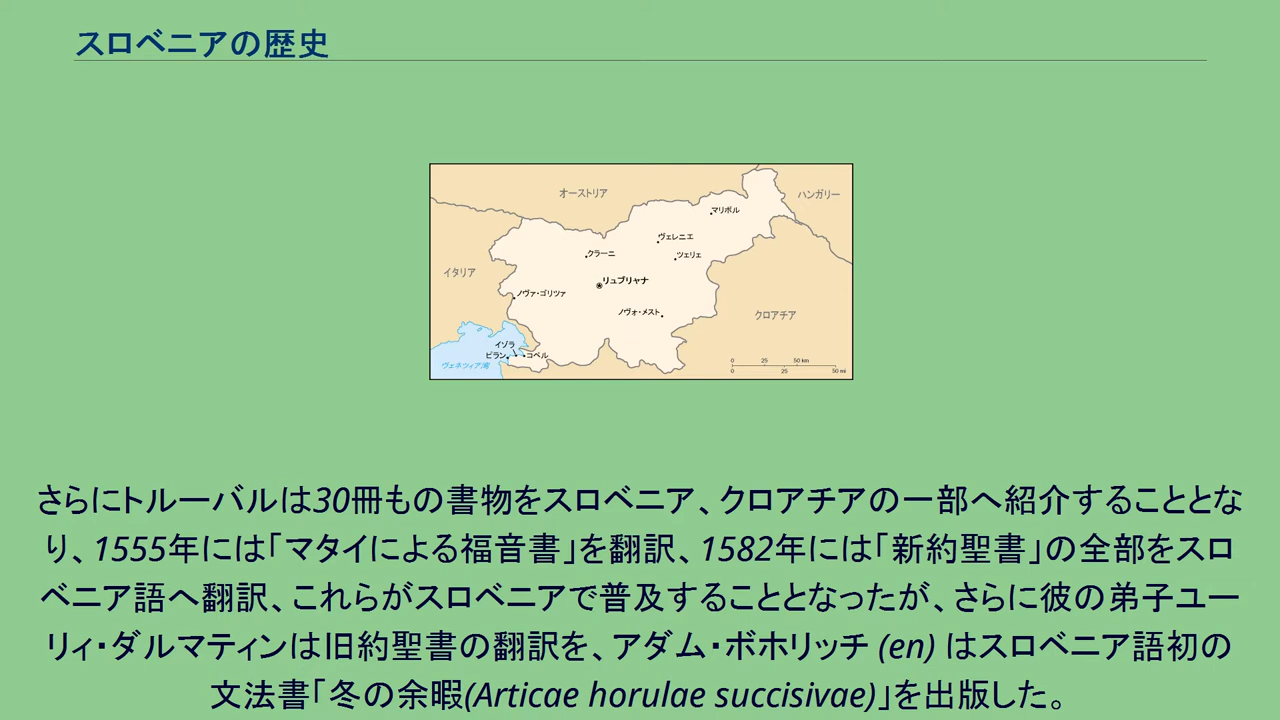 スロベニアの歴史
オーストリア
ハンガリー
マリボル
ヴェレニエ
クラーニ
ツェリェ
イタリア
リュブリャナ
ノヴァ・ゴリツァ
ノヴォ・メスト
クロアチア
イゾラ
ピラン
コペル
ヴェネツィア湾
0 25 50 km
0 25 50 mi
さらにトルーバルは30冊もの書物をスロベニア、クロアチアの一部へ紹介することとな
り、1555年には「マタイによる福音書」を翻訳、1582年には「新約聖書」の全部をスロ
ベニア語へ翻訳、これらがスロベニアで普及することとなったが、さらに彼の弟子ユー
リィ・ダルマティンは旧約聖書の翻訳を、アダム・ボホリッチ (en) はスロベニア語初の
文法書「冬の余暇(Articae horulae succisivae)」を出版した。